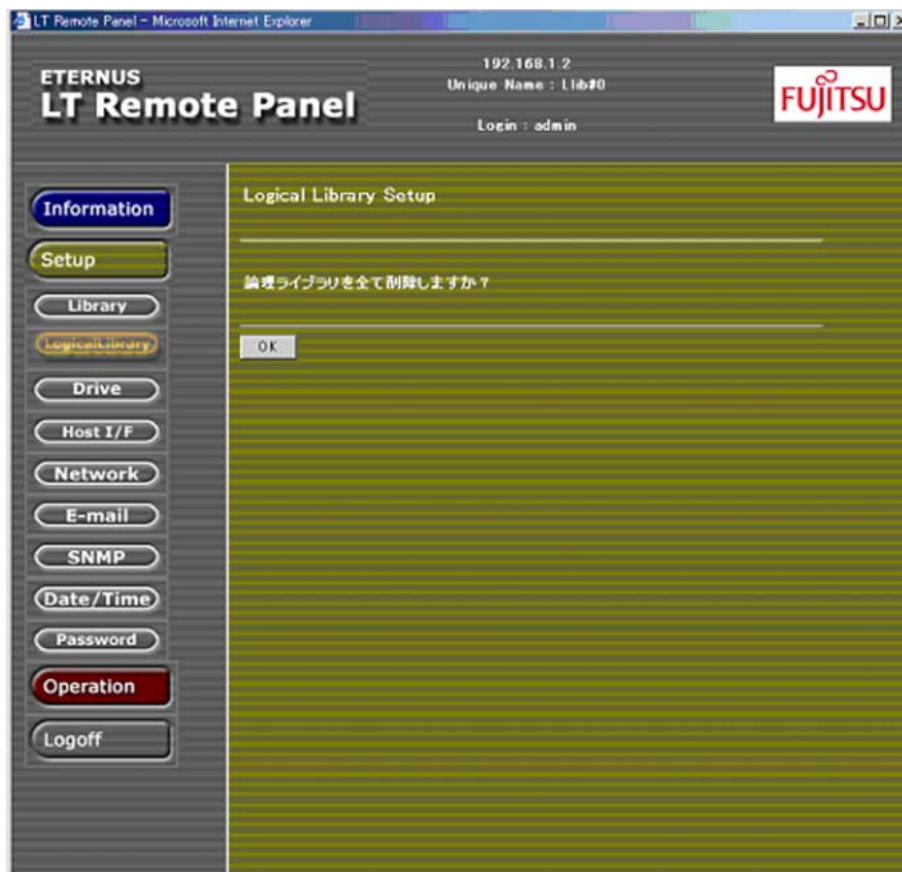 LT Remote Panel - Microsoft Internet Explorer
ETERNUS
LT Remote Panel
192.168.1.2
Unique Name : Llib#0
Login : admin
FUJITSU
Information
Setup
Library
LogicalLibrary
Drive
Host I/F
Network
E-mail
SNMP
Date/Time
Password
Operation
Logoff
Logical Library Setup
論理ライブラリを全て削除しますか?
OK